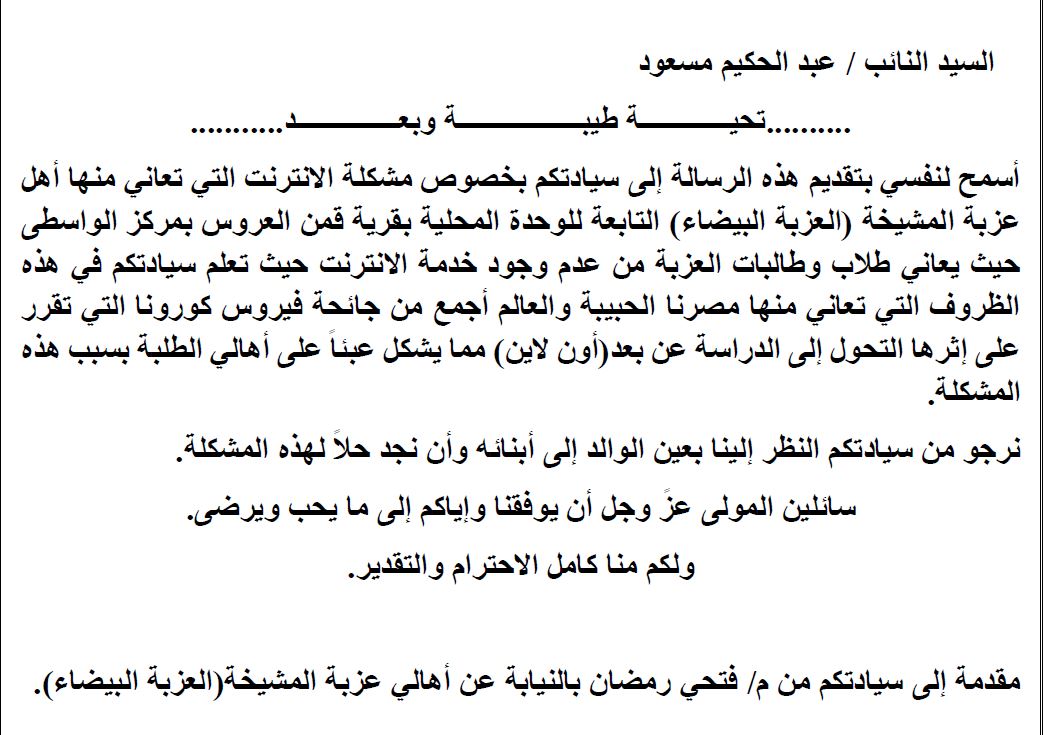 السيد النائب / عبد الحكيم مسعود
..........تحيـــــــــــة طيبـــــــــــــــة وبعـــــــــــــد...........
أسمح لنفسي بتقديم هذه الرسالة إلى سيادتكم بخصوص مشكلة الانترنت التي تعاني منها أهل
عزبة المشيخة (العزبة البيضاء) التابعة للوحدة المحلية بقرية قمن العروس بمركز الواسطى
حيث يعاني طلاب وطالبات العزبة من عدم وجود خدمة الانترنت حيث تعلم سيادتكم في هذه
الظروف التي تعاني منها مصرنا الحبيبة والعالم أجمع من جائحة فيروس كورونا التي تقرر
على إثرها التحول إلى الدراسة عن بعد(أون لاين) مما يشكل عبئاً على أهالي الطلبة بسبب هذه
المشكلة.
نرجو من سيادتكم النظر إلينا بعين الوالد إلى أبنائه وأن نجد حلاً لهذه المشكلة.
سائلين المولى عزً وجل أن يوفقنا وإياكم إلى ما يحب ويرضى.
ولكم منا كامل الاحترام والتقدير.
مقدمة إلى سيادتكم من م/ فتحي رمضان بالنيابة عن أهالي عزبة المشيخة(العزبة البيضاء).